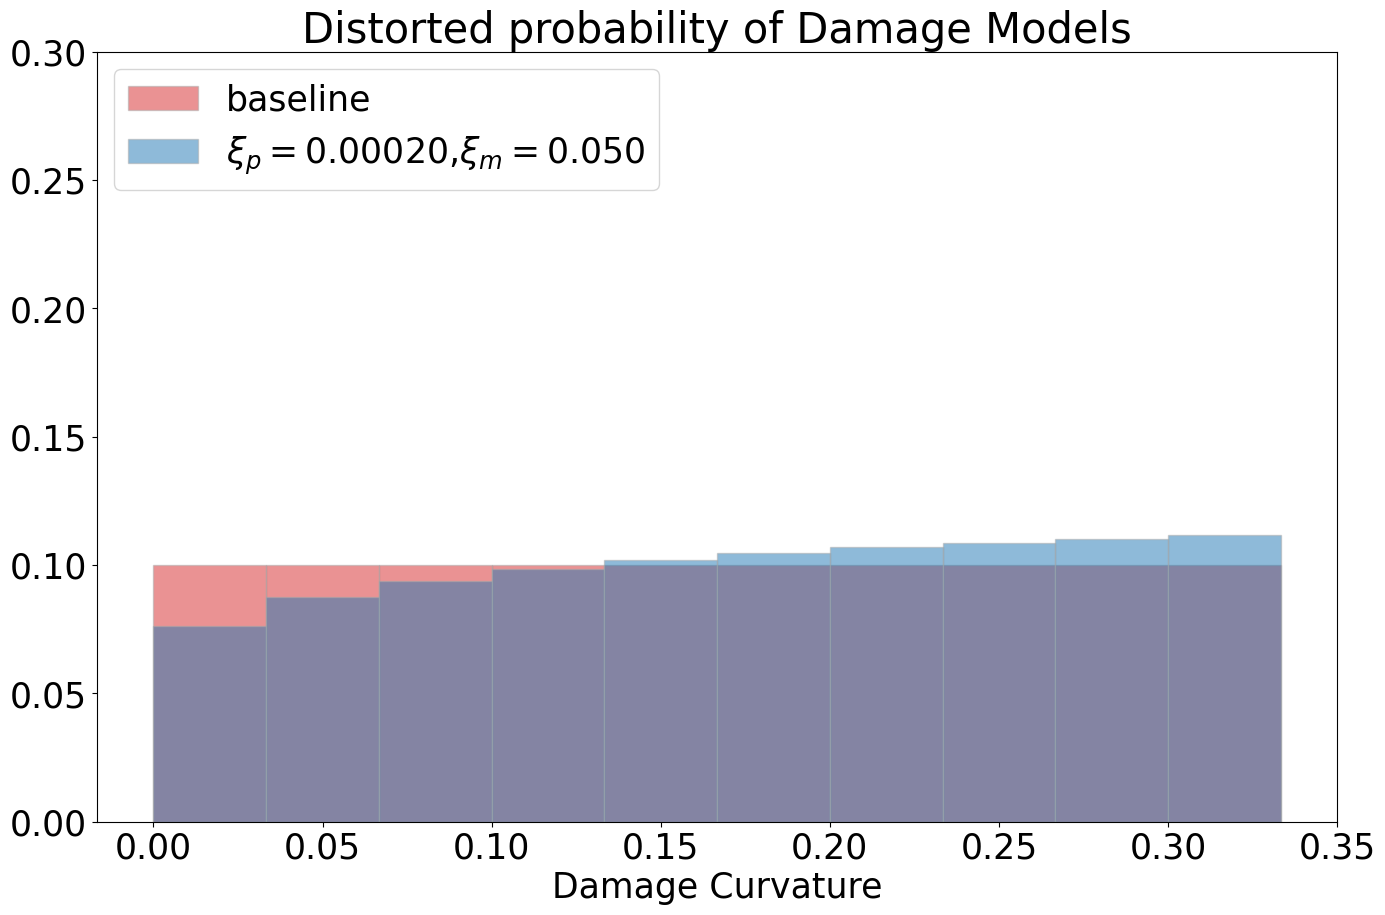 Distorted probability of Damage Models
0.30
0.25
0.20
0.15
0.10
0.05
0.00
baseline
ξₚ = 0.00020,ξₘ = 0.050
0.00 0.05 0.10 0.15 0.20 0.25 0.30 0.35
Damage Curvature